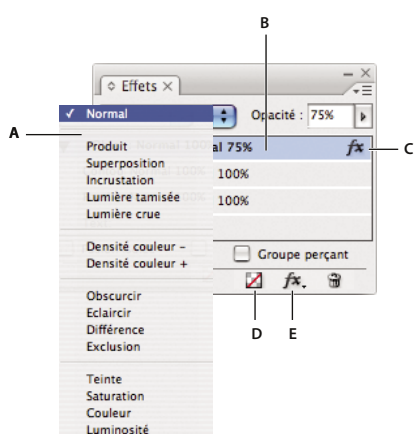 B
Effets
Normal
Opacité : 75%
A
al 75%
fx
C
Produit
Superposition
100%
Incrustation
Lumière tamisée
100%
Lumière crue
Densité couleur –
Groupe perçant
Densité couleur +
fx
Obscurcir
Eclaircir
D
E
Différence
Exclusion
Teinte
Saturation
Couleur
Luminosité